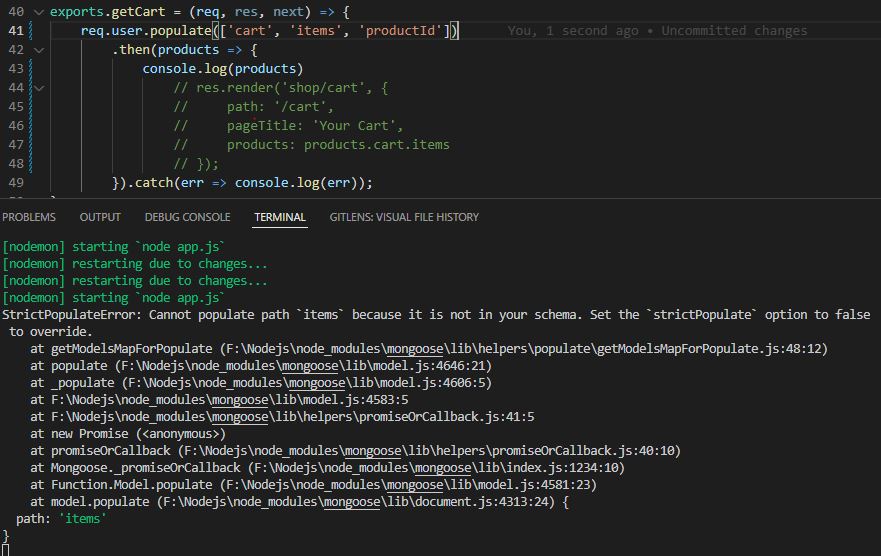 40 exports.getCart = (req, res, next) => {
41 req.user.populate(['cart', 'items', 'productId']) You, 1 second ago • Uncommitted changes
42 .then(products => {
43 console.log(products)
44 // res.render('shop/cart', {
45 // path: '/cart',
46 // pageTitle: 'Your Cart',
47 // products: products.cart.items
48 // });
49 }).catch(err => console.log(err));
PROBLEMS OUTPUT DEBUG CONSOLE TERMINAL GITLENS: VISUAL FILE HISTORY
[nodemon] starting `node app.js`
[nodemon] restarting due to changes...
[nodemon] restarting due to changes...
[nodemon] starting `node app.js`
StrictPopulateError: Cannot populate path `items` because it is not in your schema. Set the `strictPopulate` option to false
to override.
at getModelsMapForPopulate (F:\Nodejs\node_modules\mongoose\lib\helpers\populate\getModelsMapForPopulate.js:48:12)
at populate (F:\Nodejs\node_modules\mongoose\lib\model.js:4646:21)
at _populate (F:\Nodejs\node_modules\mongoose\lib\model.js:4606:5)
at F:\Nodejs\node_modules\mongoose\lib\model.js:4583:5
at F:\Nodejs\node_modules\mongoose\lib\helpers\promiseOrCallback.js:41:5
at new Promise (<anonymous>)
at promiseOrCallback (F:\Nodejs\node_modules\mongoose\lib\helpers\promiseOrCallback.js:40:10)
at Mongoose._promiseOrCallback (F:\Nodejs\node_modules\mongoose\lib\index.js:1234:10)
at Function.Model.populate (F:\Nodejs\node_modules\mongoose\lib\model.js:4581:23)
at model.populate (F:\Nodejs\node_modules\mongoose\lib\document.js:4313:24) {
path: 'items'
}